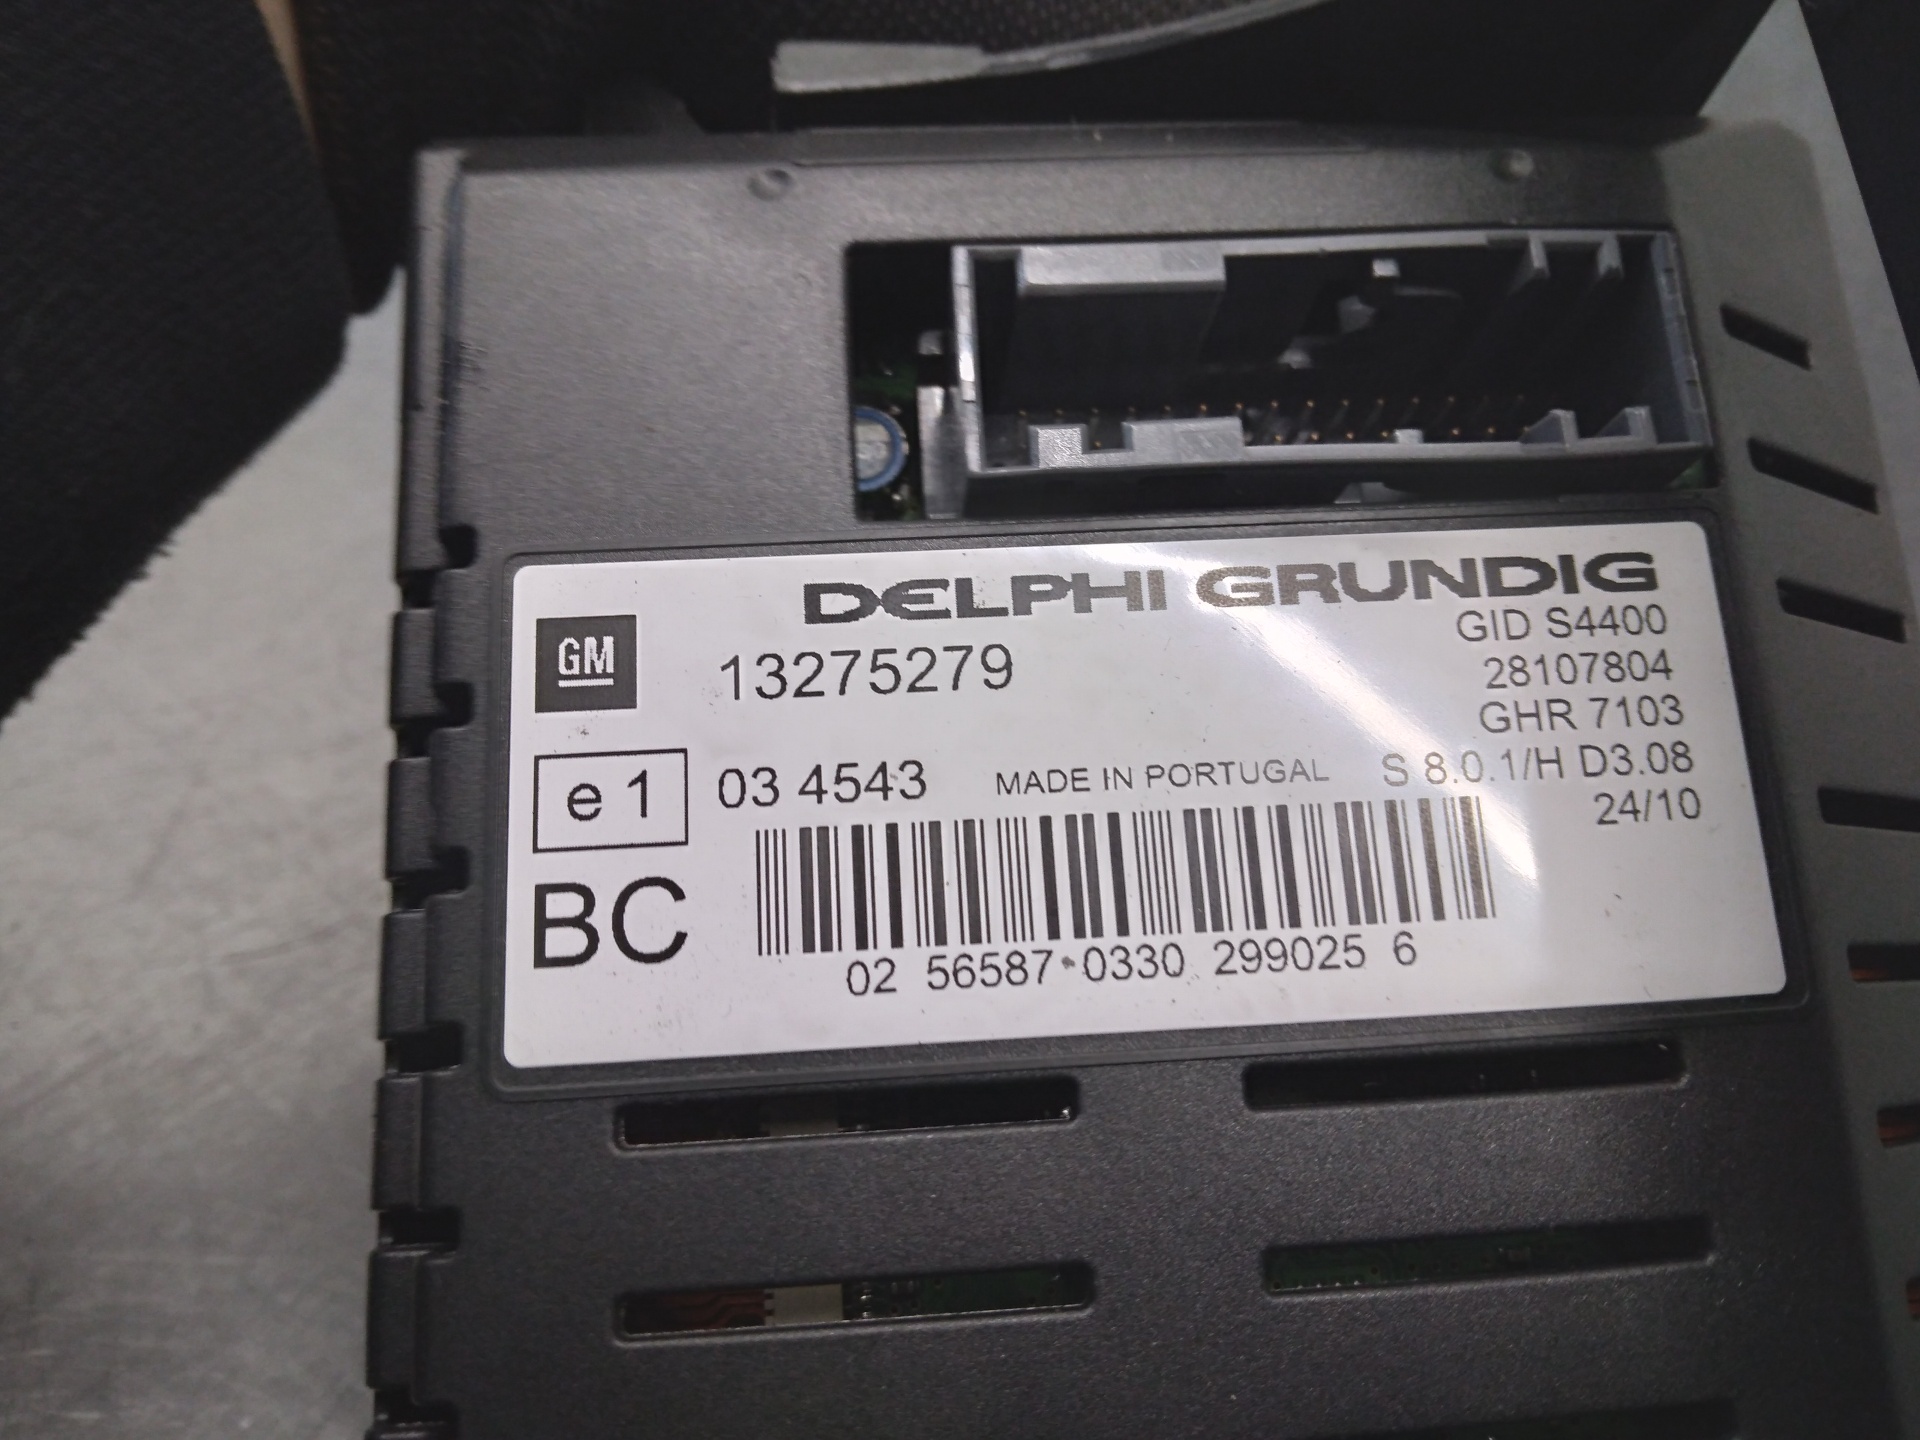 DELPHI GRUNDIG
GM
13275279
GID S4400
28107804
GHR 7103
e 1
03 4543
MADE IN PORTUGAL
S 8.0.1/H D3.08
24/10
BC
02 56587 0330 299025 6